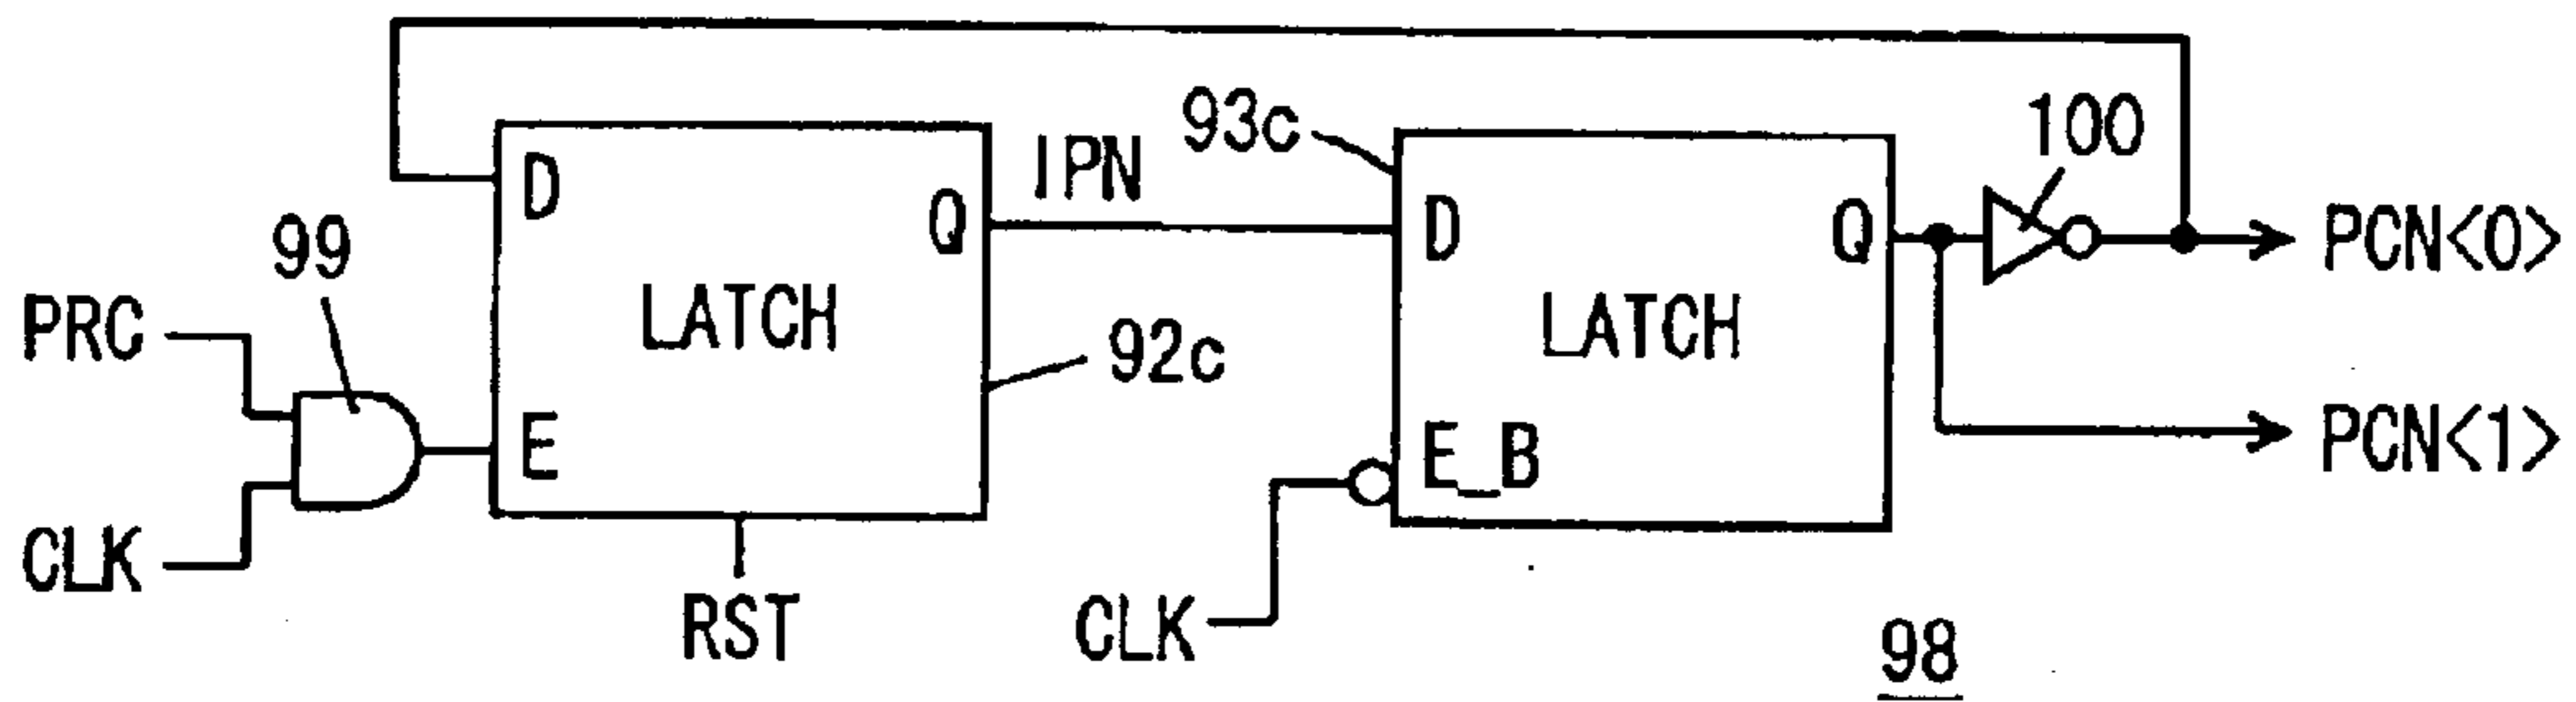 93c
100
D
Q
IPN
D
Q
PCN<0>
99
PRC
LATCH
92c
LATCH
E
E_B
PCN<1>
CLK
RST
CLK
98